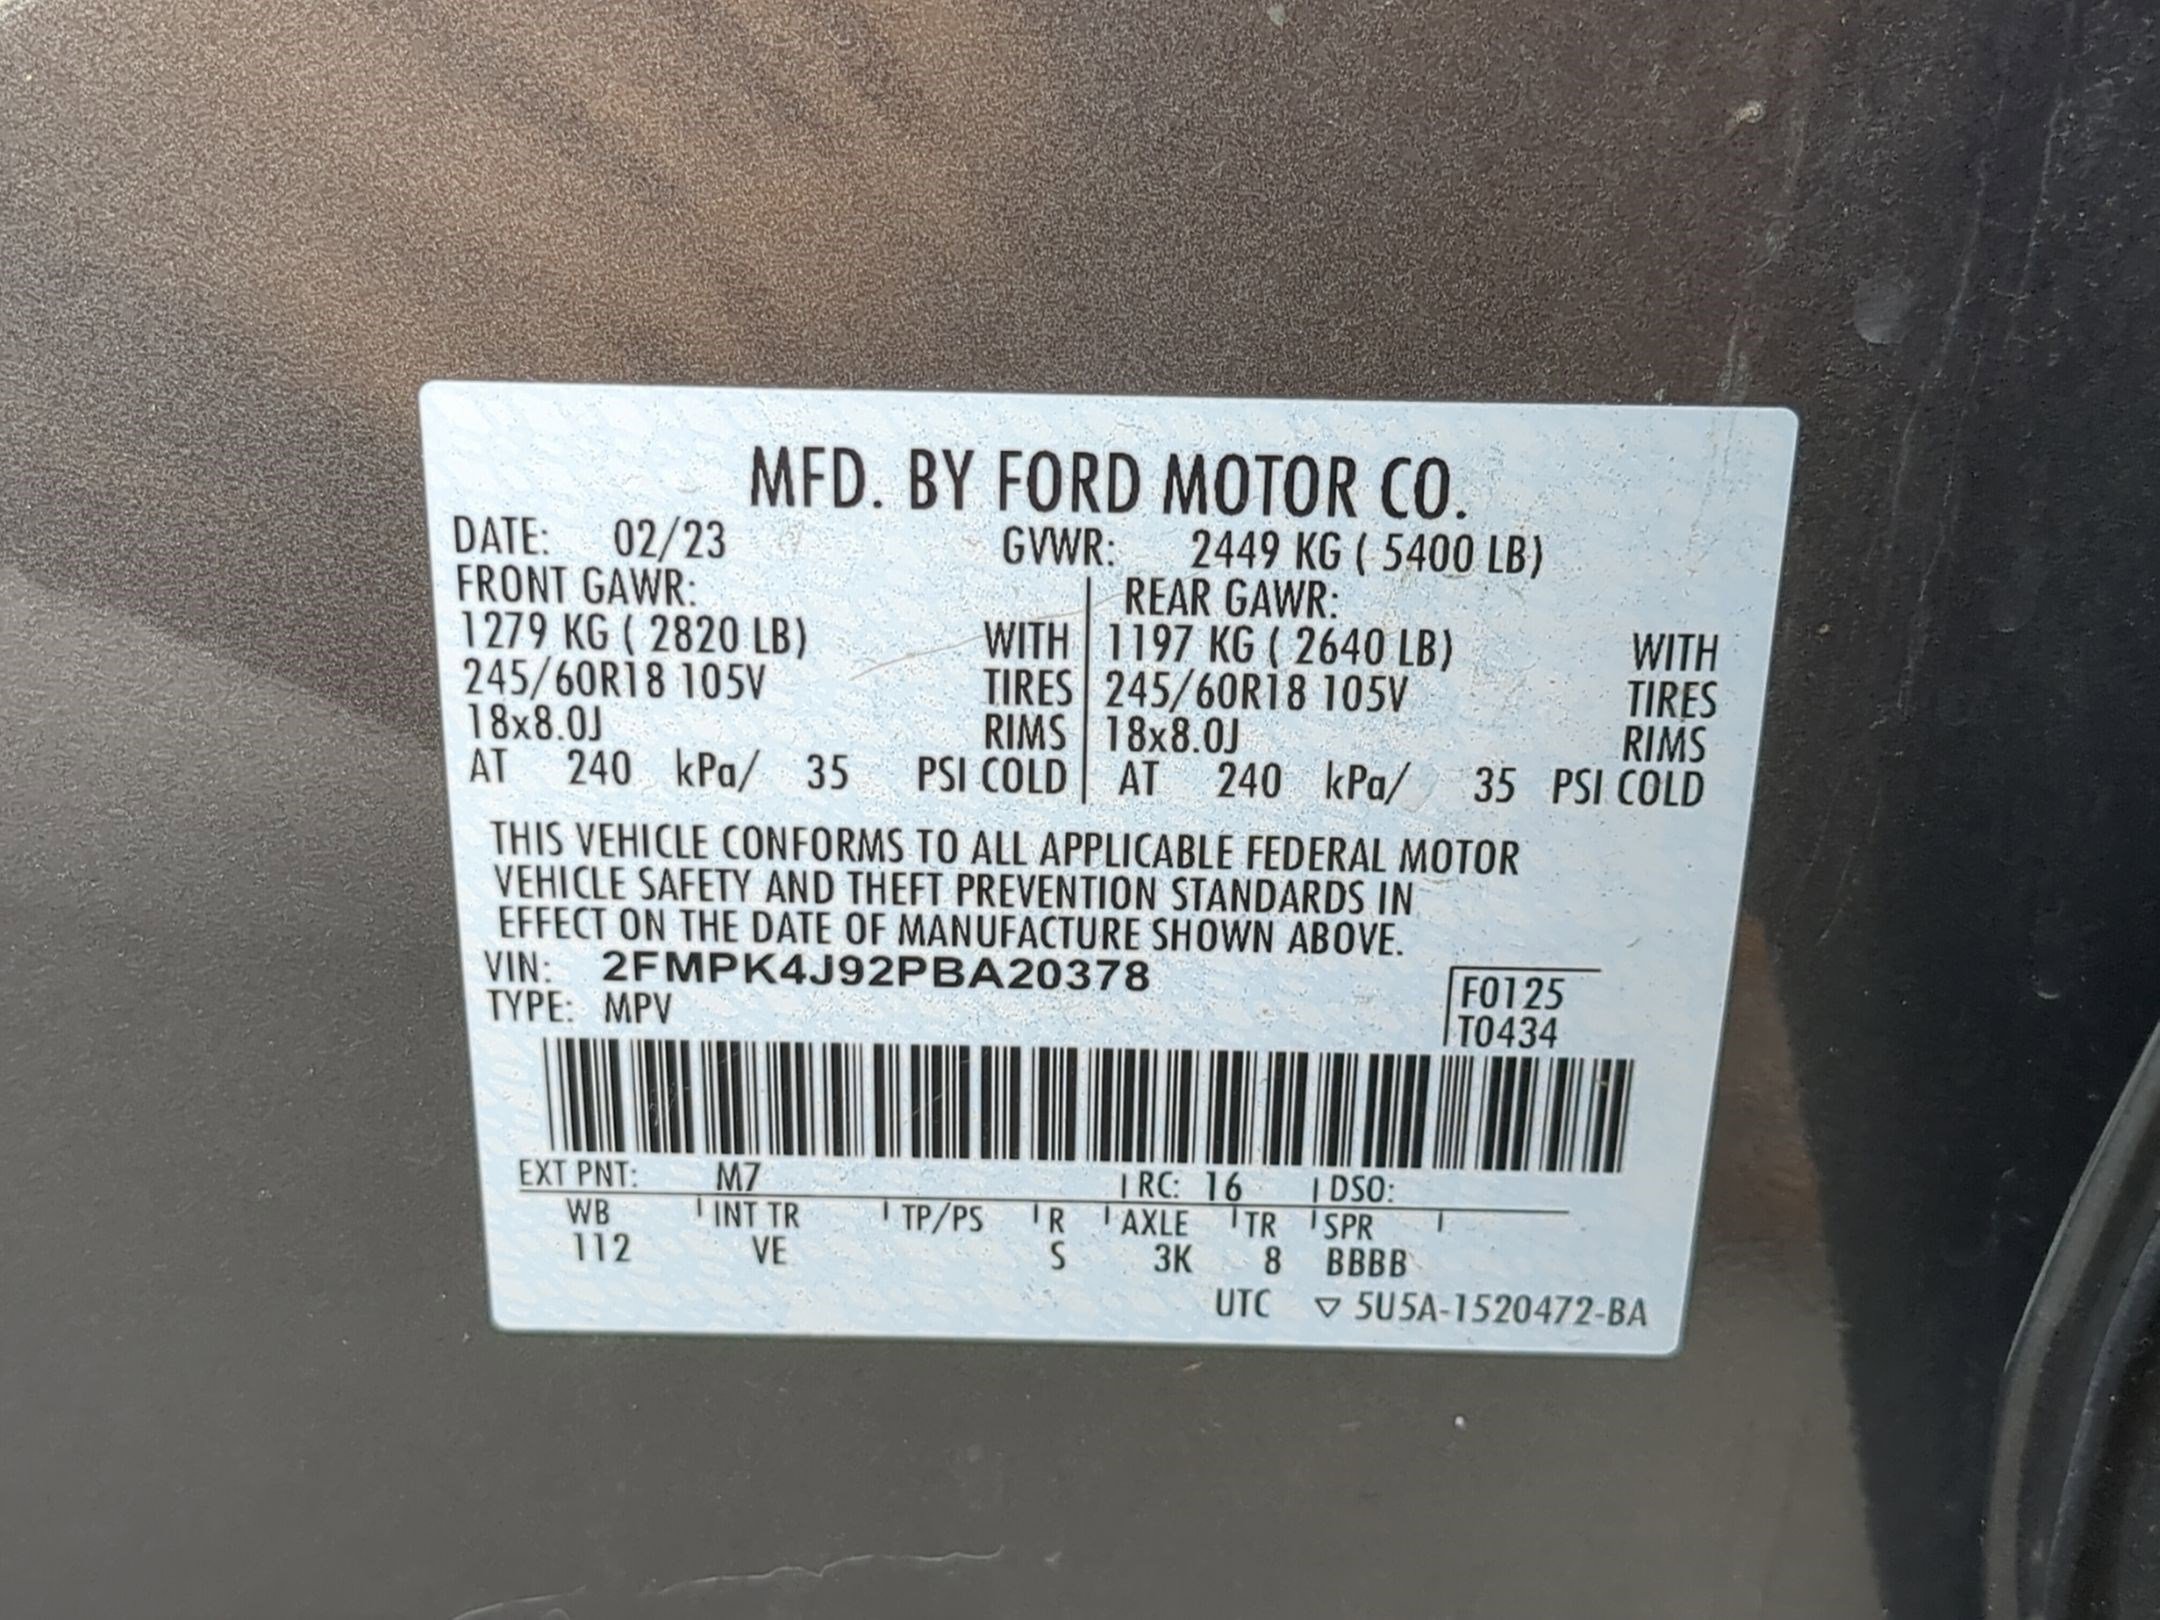 MFD. BY FORD MOTOR CO.
DATE: 02/23 GVWR: 2449 KG ( 5400 LB)
FRONT GAWR: REAR GAWR:
1279 KG ( 2820 LB) WITH 1197 KG ( 2640 LB) WITH
245/60R18 105V TIRES 245/60R18 105V TIRES
18x8.0J RIMS 18x8.0J RIMS
AT 240 kPa/ 35 PSI COLD AT 240 kPa/ 35 PSI COLD
THIS VEHICLE CONFORMS TO ALL APPLICABLE FEDERAL MOTOR
VEHICLE SAFETY AND THEFT PREVENTION STANDARDS IN
EFFECT ON THE DATE OF MANUFACTURE SHOWN ABOVE.
VIN: 2FMPK4J92PBA20378 F0125
TYPE: MPV T0434
EXT PNT: M7 RC: 16 DSO:
WB INT TR TP/PS R AXLE TR SPR
112 VE S 3K 8 BBBB
UTC ▽ 5U5A-1520472-BA